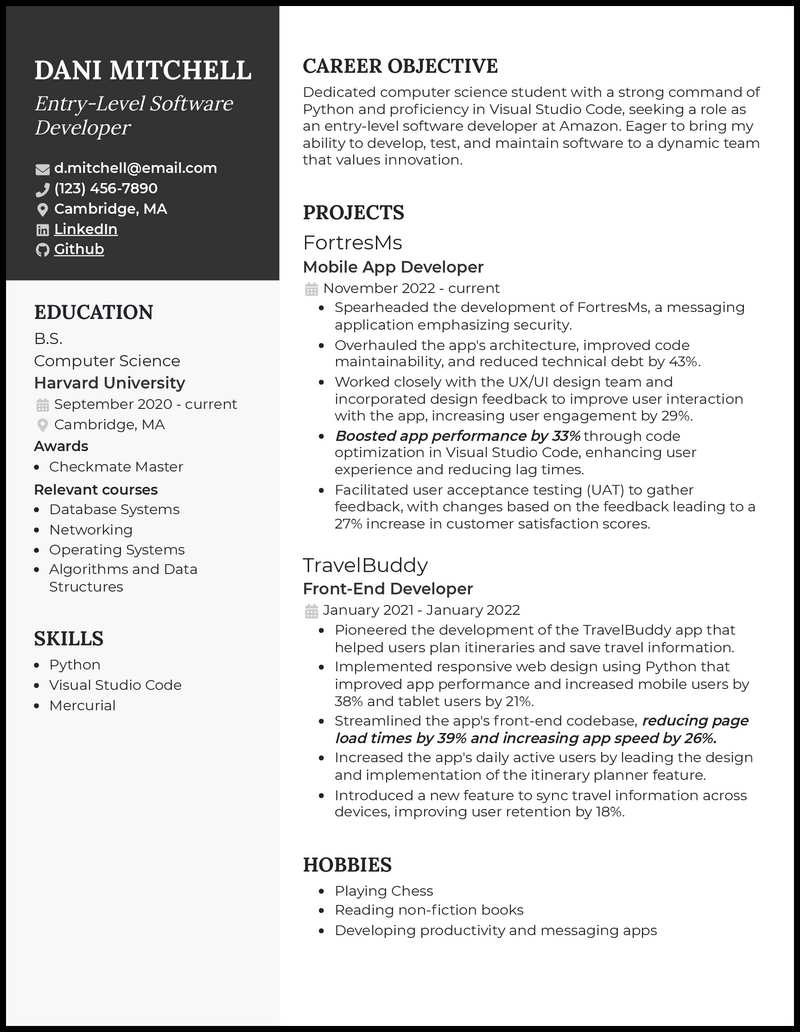 DANI MITCHELL
Entry-Level Software
Developer
d.mitchell@email.com
(123) 456-7890
Cambridge, MA
LinkedIn
Github
EDUCATION
B.S.
Computer Science
Harvard University
September 2020 - current
Cambridge, MA
Awards
• Checkmate Master
Relevant courses
• Database Systems
• Networking
• Operating Systems
• Algorithms and Data
Structures
SKILLS
• Python
• Visual Studio Code
• Mercurial
CAREER OBJECTIVE
Dedicated computer science student with a strong command of
Python and proficiency in Visual Studio Code, seeking a role as
an entry-level software developer at Amazon. Eager to bring my
ability to develop, test, and maintain software to a dynamic team
that values innovation.
PROJECTS
FortresMs
Mobile App Developer
November 2022 - current
• Spearheaded the development of FortresMs, a messaging
application emphasizing security.
• Overhauled the app's architecture, improved code
maintainability, and reduced technical debt by 43%.
• Worked closely with the UX/UI design team and
incorporated design feedback to improve user interaction
with the app, increasing user engagement by 29%.
• Boosted app performance by 33% through code
optimization in Visual Studio Code, enhancing user
experience and reducing lag times.
• Facilitated user acceptance testing (UAT) to gather
feedback, with changes based on the feedback leading to a
27% increase in customer satisfaction scores.
TravelBuddy
Front-End Developer
January 2021 - January 2022
• Pioneered the development of the TravelBuddy app that
helped users plan itineraries and save travel information.
• Implemented responsive web design using Python that
improved app performance and increased mobile users by
38% and tablet users by 21%.
• Streamlined the app's front-end codebase, reducing page
load times by 39% and increasing app speed by 26%.
• Increased the app's daily active users by leading the design
and implementation of the itinerary planner feature.
• Introduced a new feature to sync travel information across
devices, improving user retention by 18%.
HOBBIES
• Playing Chess
• Reading non-fiction books
• Developing productivity and messaging apps